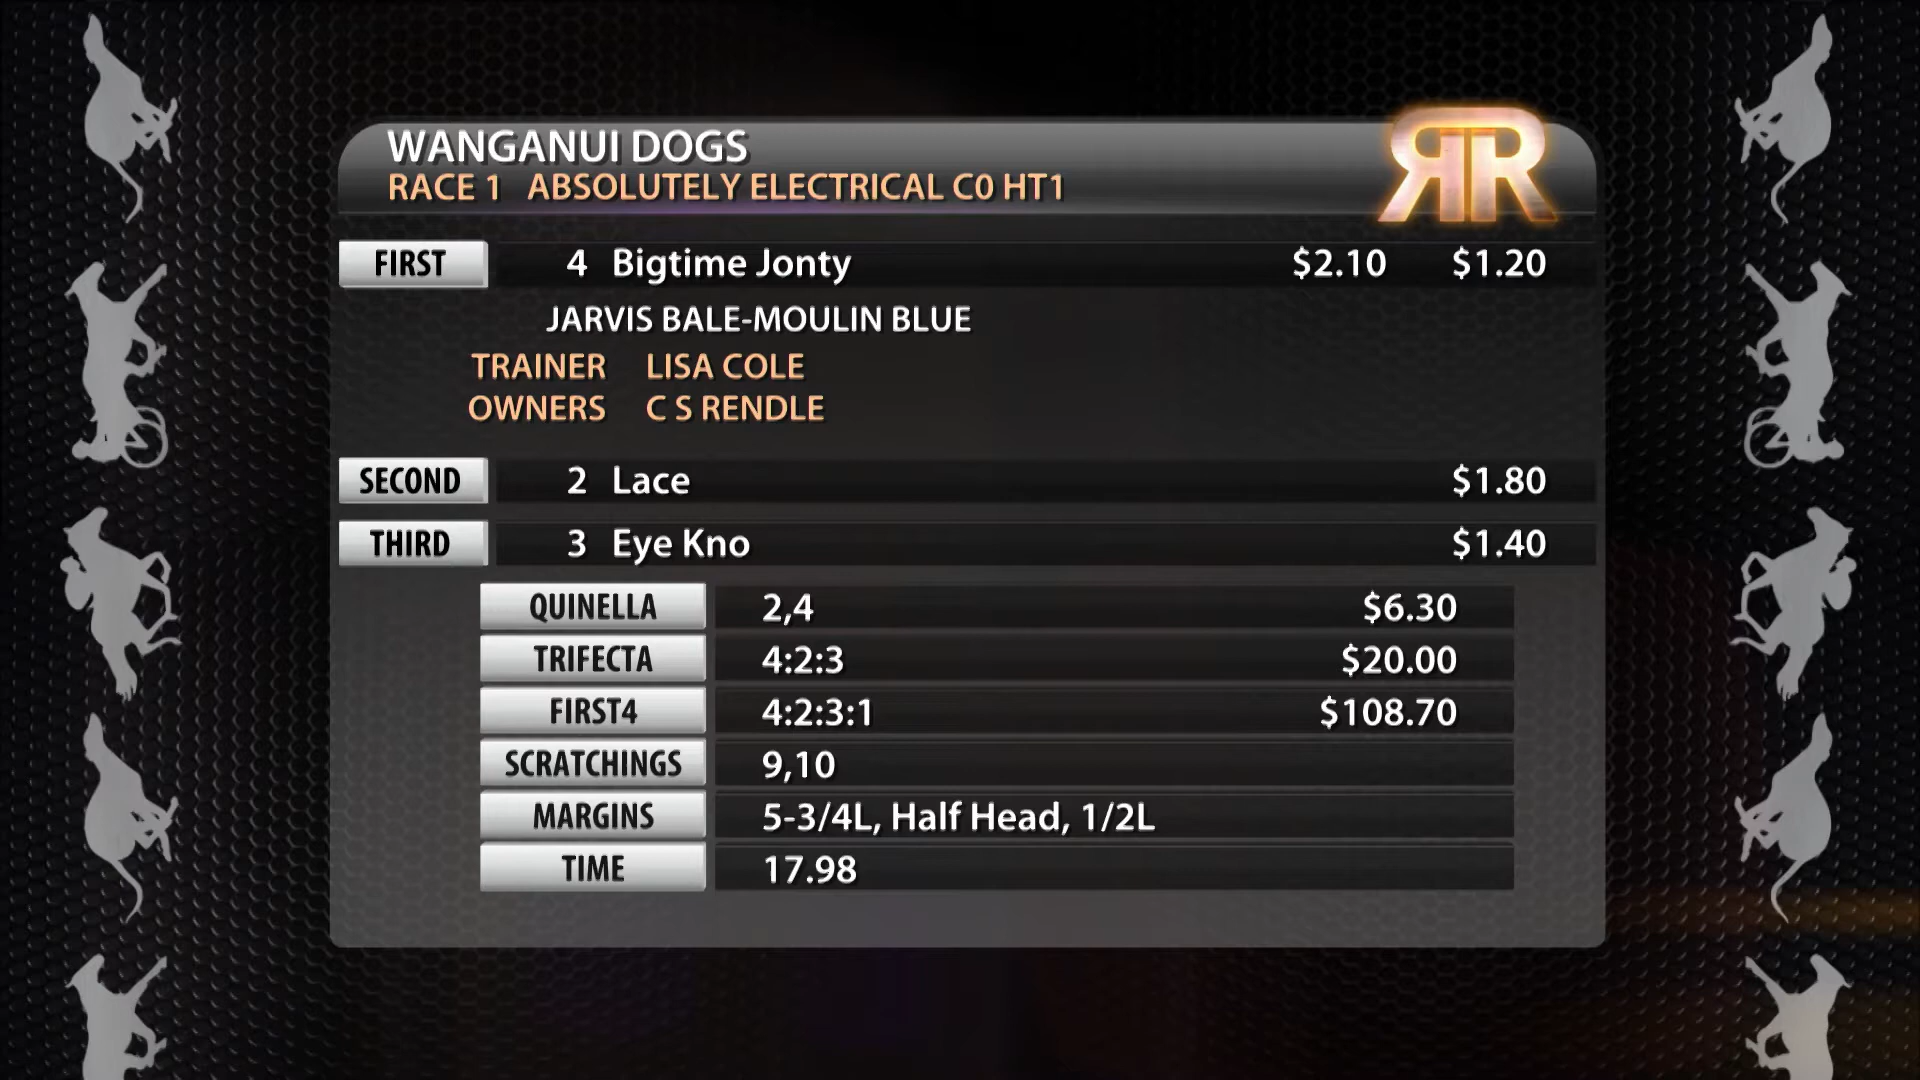 WANGANUI DOGS
RACE 1 ABSOLUTELY ELECTRICAL C0 HT1
RR
FIRST 4 Bigtime Jonty $2.10 $1.20
JARVIS BALE-MOULIN BLUE
TRAINER LISA COLE
OWNERS C S RENDLE
SECOND 2 Lace $1.80
THIRD 3 Eye Kno $1.40
QUINELLA 2,4 $6.30
TRIFECTA 4:2:3 $20.00
FIRST4 4:2:3:1 $108.70
SCRATCHINGS 9,10
MARGINS 5-3/4L, Half Head, 1/2L
TIME 17.98